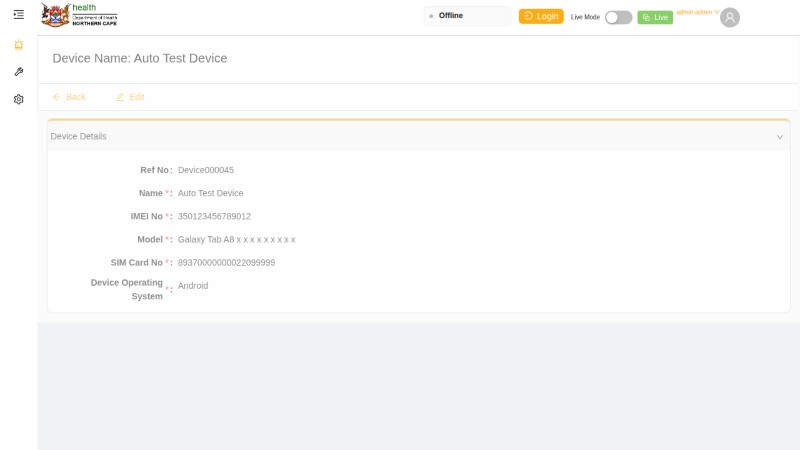 health
Department of Health
NORTHERN CAPE
Offline
Login
Live Mode
Live
admin admin
Device Name: Auto Test Device
Back
Edit
Device Details
Ref No : Device000045
Name * : Auto Test Device
IMEI No * : 350123456789012
Model * : Galaxy Tab A8 x x x x x x x x x
SIM Card No * : 89370000000022099999
Device Operating
System * : Android